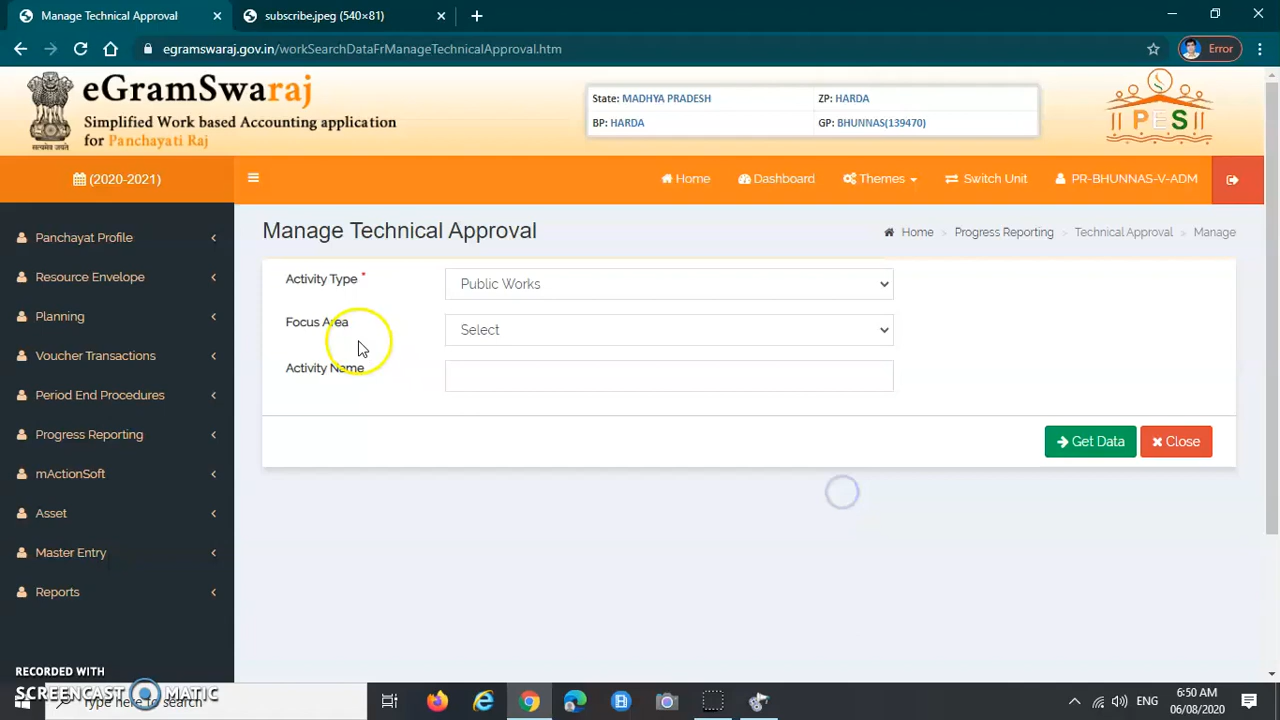 Manage Technical Approval
subscribe.jpeg (540×81)
egramswaraj.gov.in/workSearchDataFrManageTechnicalApproval.htm
Error
eGramSwaraj
Simplified Work based Accounting application
for Panchayati Raj
State: MADHYA PRADESH ZP: HARDA
BP: HARDA GP: BHUNNAS(139470)
PES
(2020-2021)
Home Dashboard Themes Switch Unit PR-BHUNNAS-V-ADM
Panchayat Profile
Resource Envelope
Planning
Voucher Transactions
Period End Procedures
Progress Reporting
mActionSoft
Asset
Master Entry
Reports
Manage Technical Approval
Home > Progress Reporting > Technical Approval > Manage
Activity Type *
Public Works
Focus Area
Select
Activity Name
Get Data
Close
RECORDED WITH
SCREENCAST MATIC
Type here to search
ENG
6:50 AM
06/08/2020